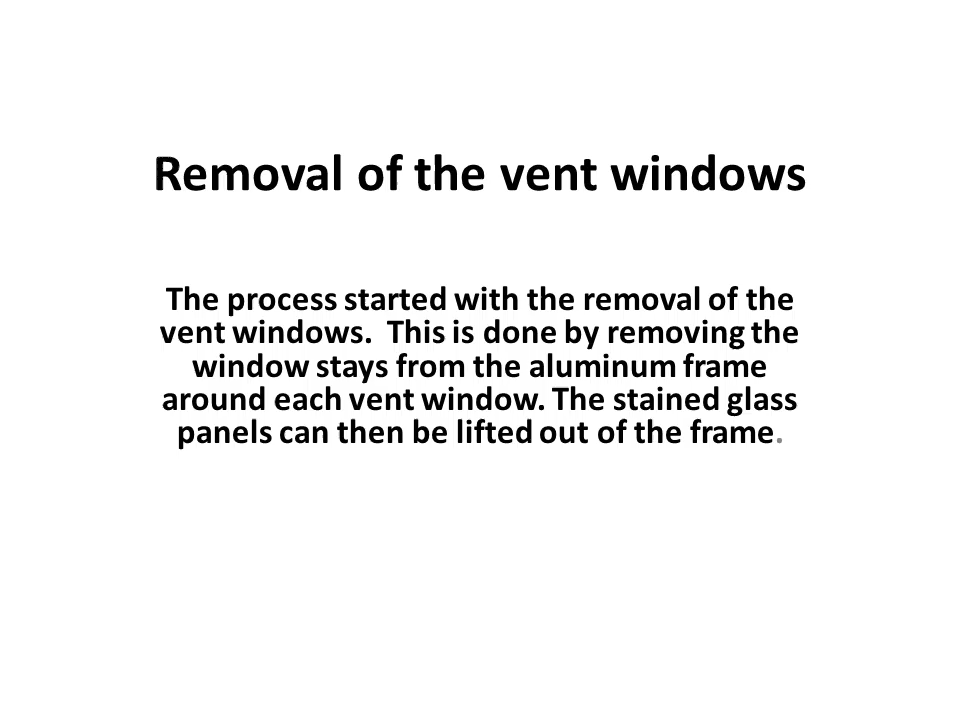 Removal of the vent windows
The process started with the removal of the
vent windows.  This is done by removing the
window stays from the aluminum frame
around each vent window. The stained glass
panels can then be lifted out of the frame.